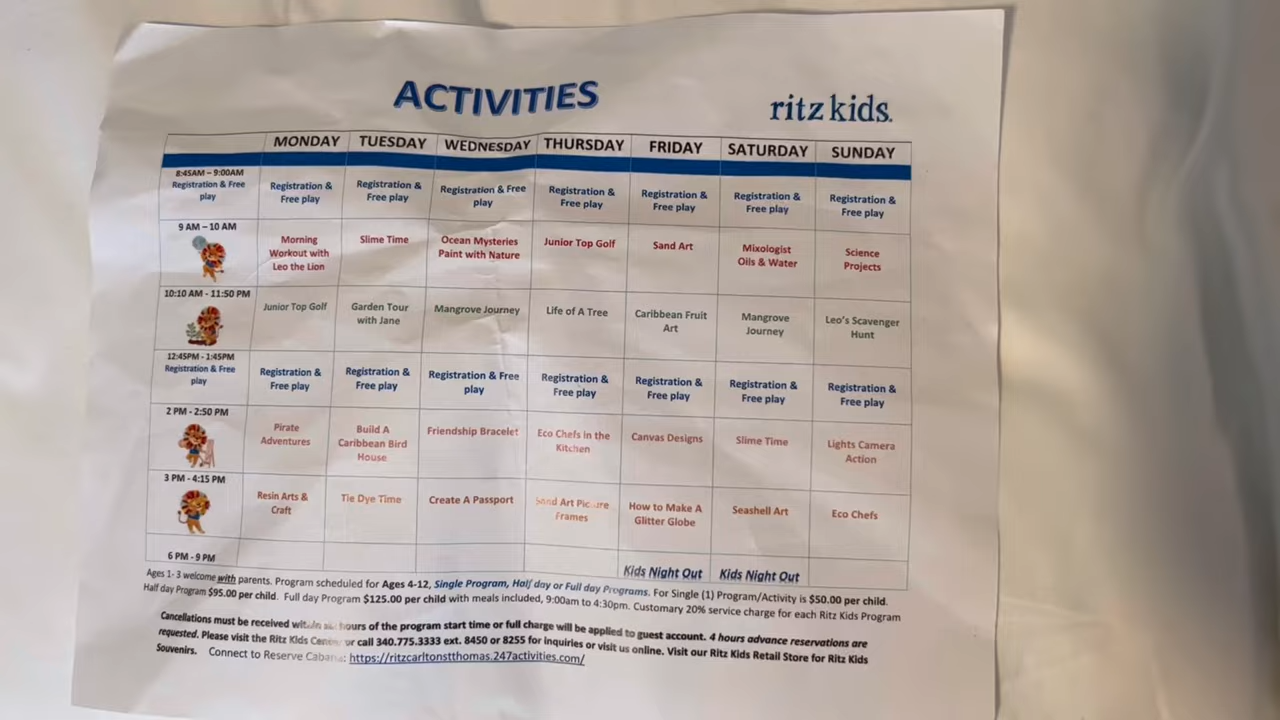 ACTIVITIES
ritz kids.
MONDAY TUESDAY WEDNESDAY THURSDAY FRIDAY SATURDAY SUNDAY
8:45AM – 9:00AM
Registration & Free play
Registration & Free play
Registration & Free play
Registration & Free play
Registration & Free play
Registration & Free play
Registration & Free play
Registration & Free play
9 AM – 10 AM
Morning Workout with Leo the Lion
Slime Time
Ocean Mysteries Paint with Nature
Junior Top Golf
Sand Art
Mixologist Oils & Water
Science Projects
10:10 AM - 11:50 PM
Junior Top Golf
Garden Tour with Jane
Mangrove Journey
Life of A Tree
Caribbean Fruit Art
Mangrove Journey
Leo's Scavenger Hunt
12:45PM - 1:45PM
Registration & Free play
Registration & Free play
Registration & Free play
Registration & Free play
Registration & Free play
Registration & Free play
Registration & Free play
Registration & Free play
2 PM - 2:50 PM
Pirate Adventures
Build A Caribbean Bird House
Friendship Bracelet
Eco Chefs in the Kitchen
Canvas Designs
Slime Time
Lights Camera Action
3 PM - 4:15 PM
Resin Arts & Craft
Tie Dye Time
Create A Passport
Sand Art Picture Frames
How to Make A Glitter Globe
Seashell Art
Eco Chefs
6 PM - 9 PM
Kids Night Out
Kids Night Out
Ages 1- 3 welcome with parents. Program scheduled for Ages 4-12, Single Program, Half day or Full day Programs. For Single (1) Program/Activity is $50.00 per child.
Half day Program $95.00 per child. Full day Program $125.00 per child with meals included, 9:00am to 4:30pm. Customary 20% service charge for each Ritz Kids Program
Cancellations must be received within hours of the program start time or full charge will be applied to guest account. 4 hours advance reservations are
requested. Please visit the Ritz Kids or call 340.775.3333 ext. 8450 or 8255 for inquiries or visit us online. Visit our Ritz Kids Retail Store for Ritz Kids
Souvenirs. Connect to Reserve Cabana: https://ritzcarltonstthomas.247activities.com/